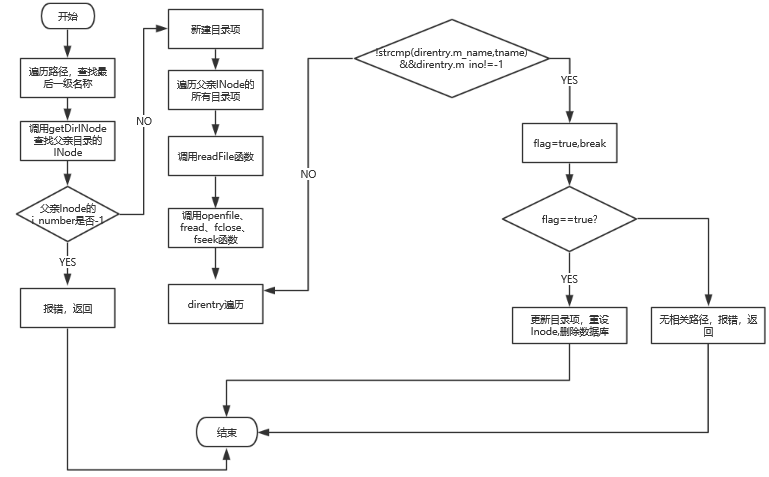 开始
遍历路径，查找最
后一级名称
调用getDirINode
查找父亲目录的
INode
父亲Inode的
i_number是否-1
YES
报错，返回
NO
新建目录项
遍历父亲INode的
所有目录项
调用readFile函数
调用openfile、
fread、fclose、
fseek函数
direntry遍历
NO
!strcmp(direntry.m_name,tname)
&&direntry.m_ino!=-1
YES
flag=true,break
flag==true?
YES
更新目录项，重设
Inode,删除数据库
无相关路径，报错，返
回
结束